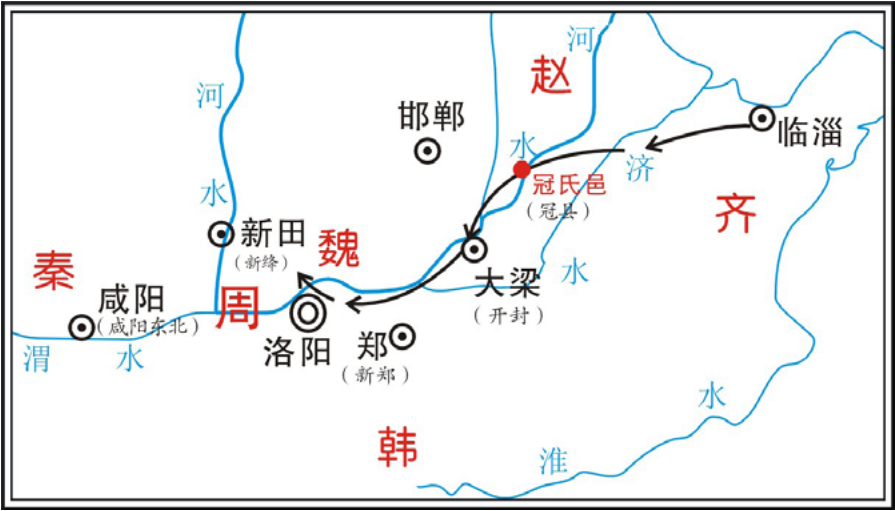 河
水
赵
河
水
邯郸
临淄
济
水
冠氏邑
(冠县)
齐
新田
(新绛)
魏
秦
咸阳
(咸阳东北)
周
洛阳
郑
(新郑)
大梁
(开封)
渭
水
韩
淮
水